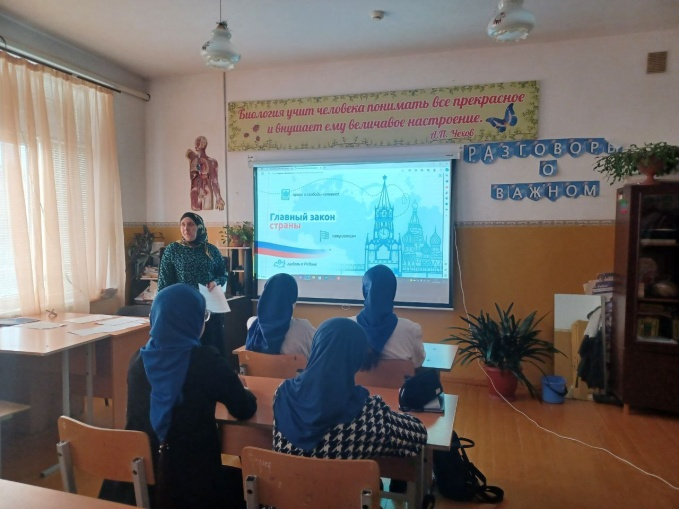 Биология учит человека понимать все прекрасное
и внушает ему величавое настроение.
А.П. Чехов
РАЗГОВОРЫ
О
ВАЖНОМ
Главный закон
страны